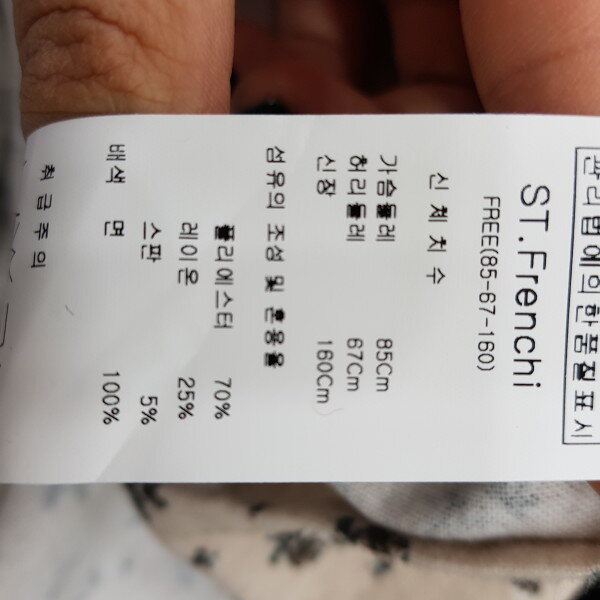 관리법에의한품질표시
ST.Frenchi
FREE(85-67-160)
신체치수
가슴둘레 85Cm
허리둘레 67Cm
신장 160Cm
섬유의 조성 및 혼용율
폴리에스터 70%
레이온 25%
스판 5%
배색 면 100%
취급주의